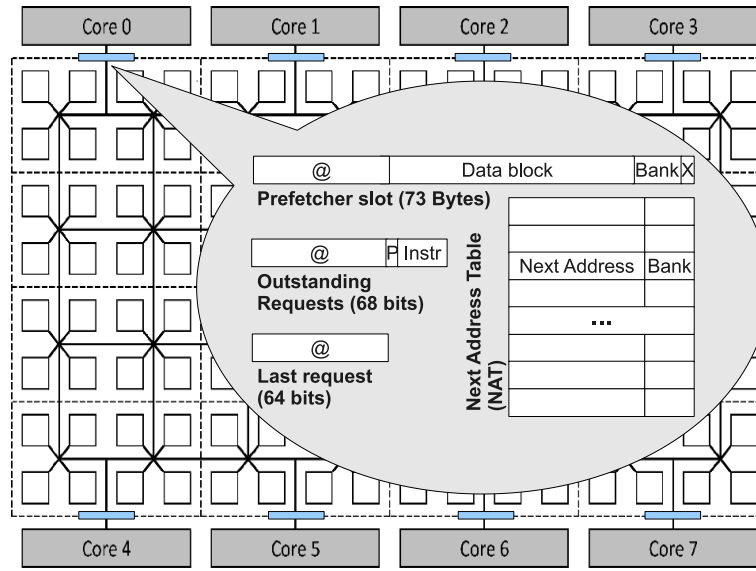 Core 0
Core 1
Core 2
Core 3
@
Data block
Bank
X
Prefetcher slot (73 Bytes)
@
P
Instr
Outstanding
Requests (68 bits)
@
Last request
(64 bits)
Next Address Table
(NAT)
Next Address
Bank
...
Core 4
Core 5
Core 6
Core 7